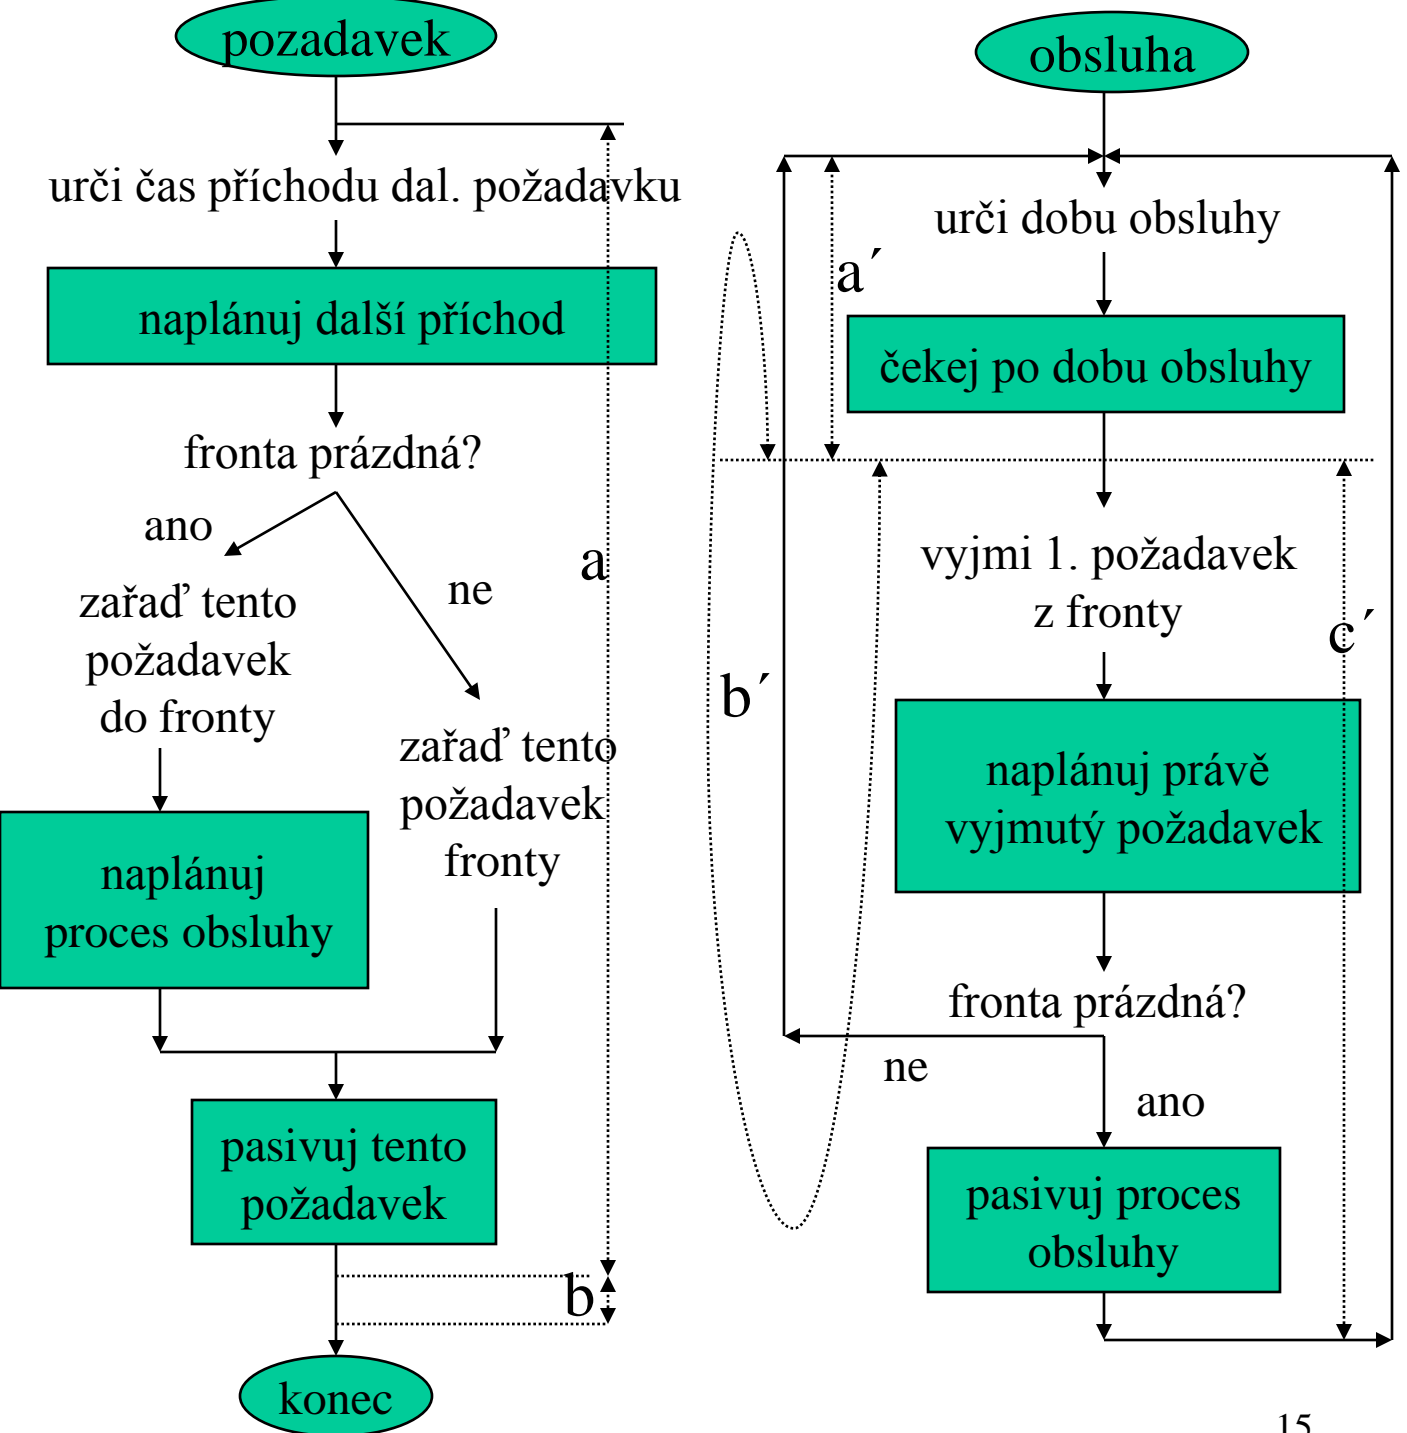 pozadavek
urči čas příchodu dal. požadavku
naplánuj další příchod
fronta prázdná?
ano
ne
zařaď tento
požadavek
do fronty
zařaď tento
požadavek
fronty
naplánuj
proces obsluhy
pasivuj tento
požadavek
a
b
konec
obsluha
urči dobu obsluhy
a´
čekej po dobu obsluhy
vyjmi 1. požadavek
z fronty
b´
c´
naplánuj právě
vyjmutý požadavek
fronta prázdná?
ne
ano
pasivuj proces
obsluhy
15